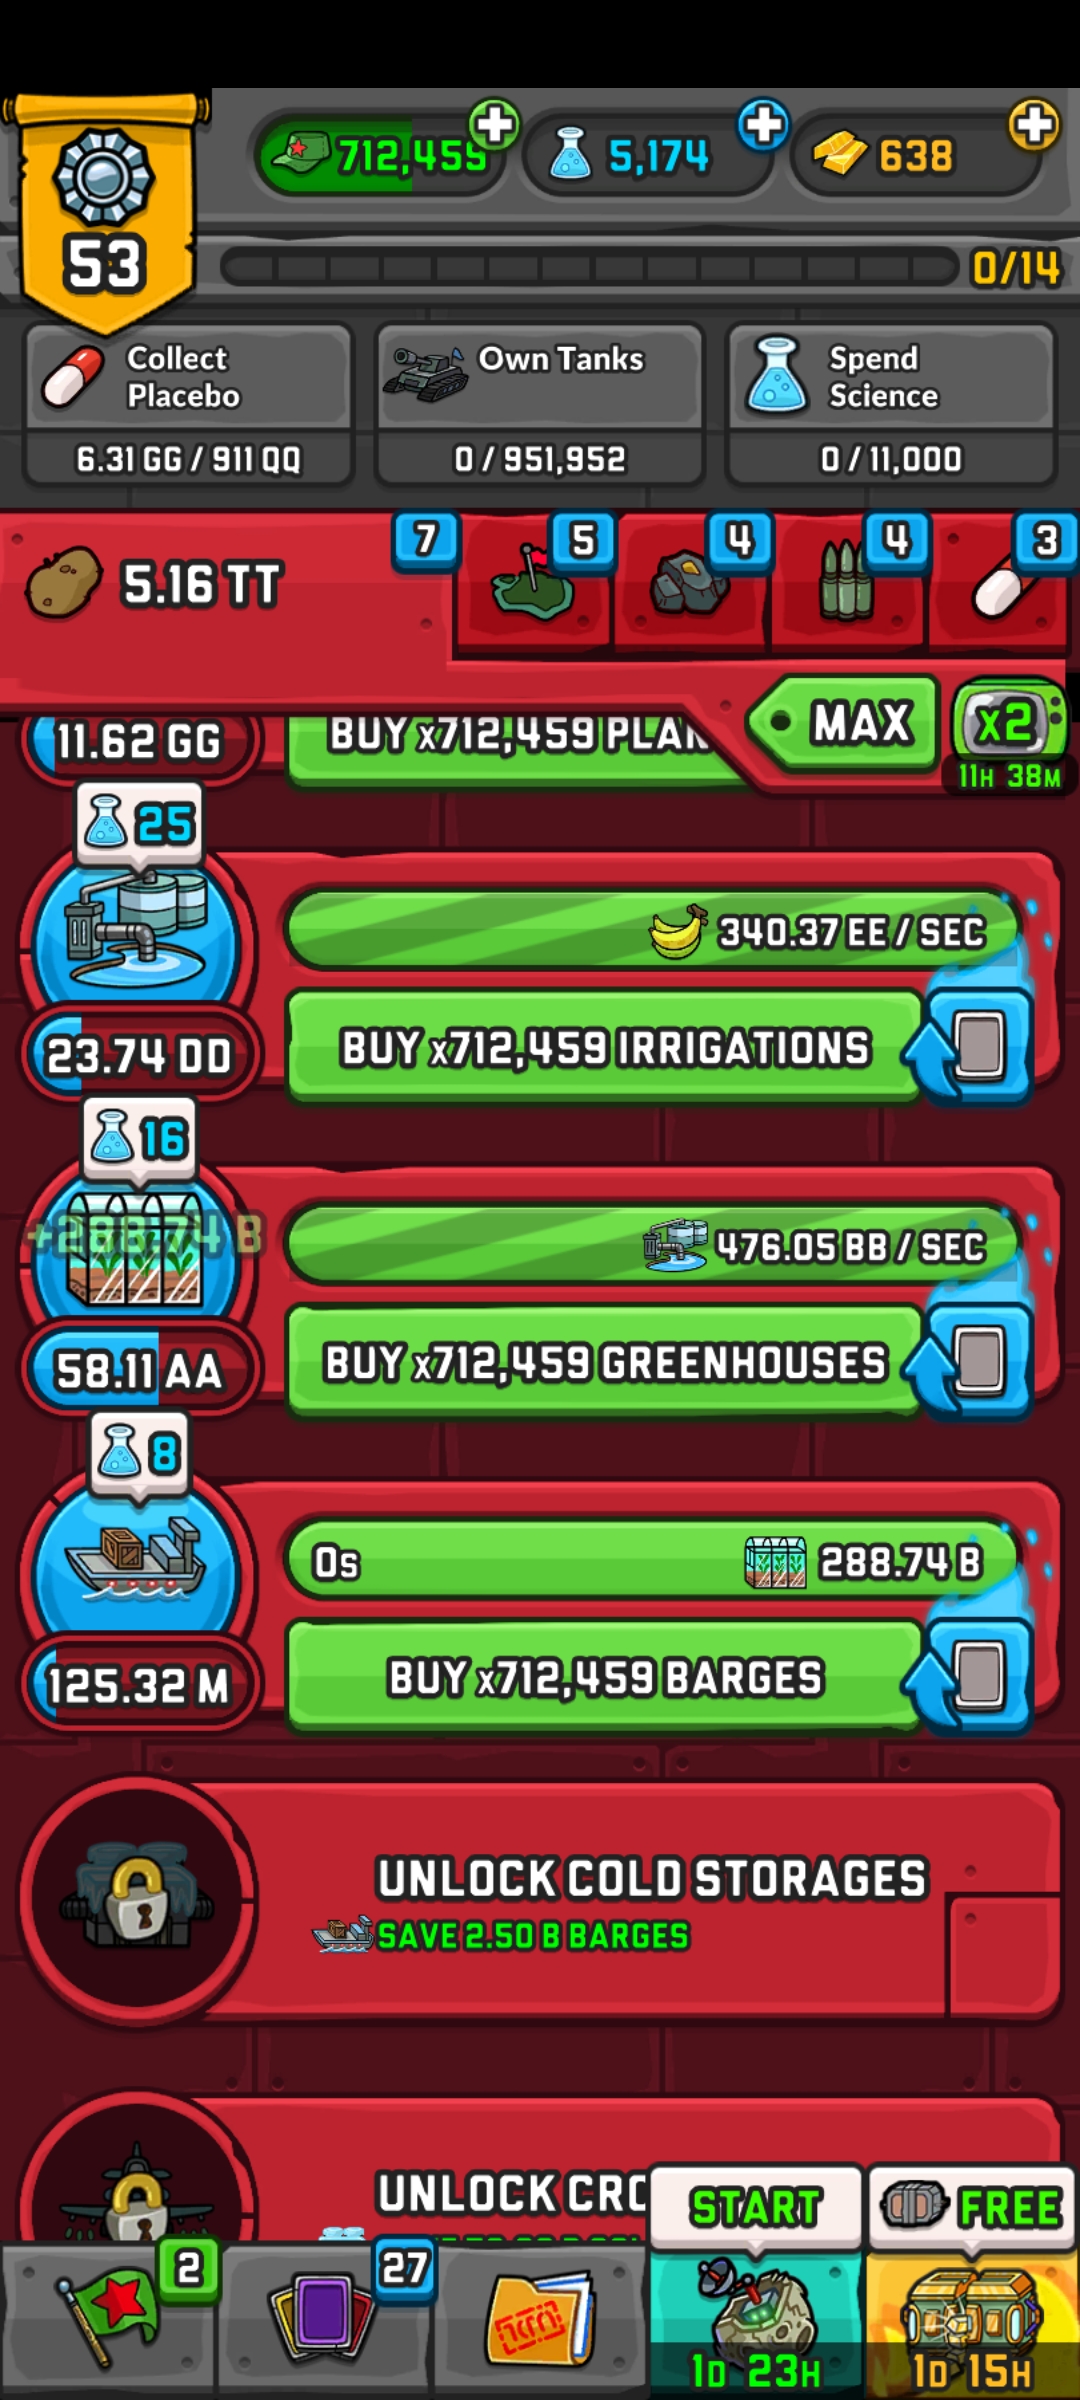 712,459
5,174
638
53
0/14
Collect
Placebo
Own Tanks
Spend
Science
6.31 GG / 911 QQ
0 / 951,952
0 / 11,000
7
5
4
4
3
5.16 TT
MAX
x2
11H 38M
11.62 GG
BUY x712,459
25
340.37 EE / SEC
23.74 DD
BUY x712,459 IRRIGATIONS
16
+288.74 B
476.05 BB / SEC
58.11 AA
BUY x712,459 GREENHOUSES
8
0s
288.74 B
125.32 M
BUY x712,459 BARGES
UNLOCK COLD STORAGES
SAVE 2.50 B BARGES
UNLOCK
START
FREE
2
27
1D 23H
1D 15H